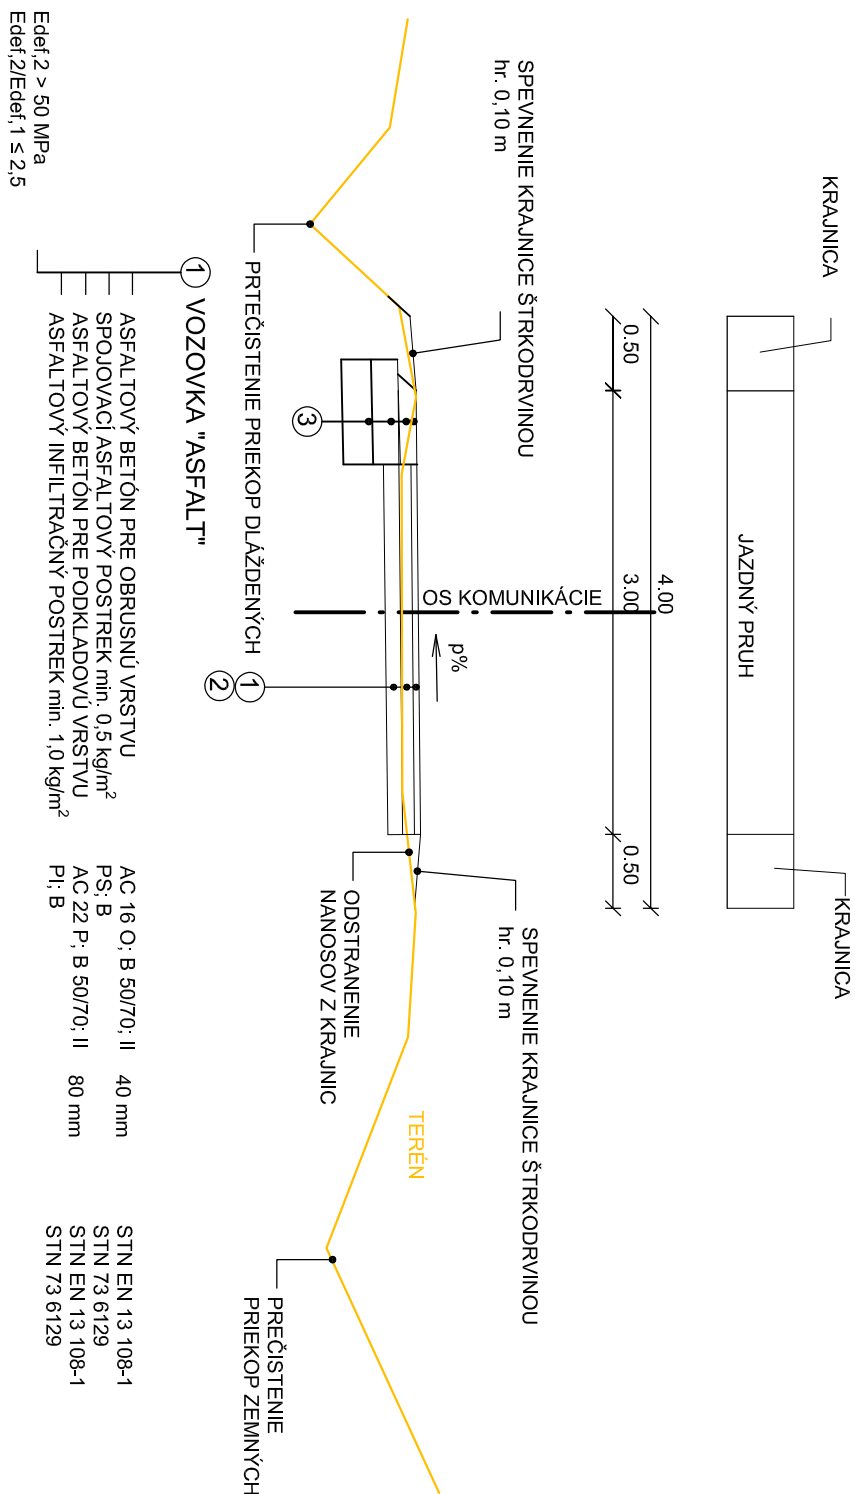 KRAJNICA
JAZDNÝ PRUH
KRAJNICA
4.00
0.50
3.00
0.50
SPEVNENIE KRAJNICE ŠTRKODRVINOU
hr. 0,10 m
SPEVNENIE KRAJNICE ŠTRKODRVINOU
hr. 0,10 m
p%
OS KOMUNIKÁCIE
TERÉN
ODSTRANENIE
NANOSOV Z KRAJNIC
3
1
2
PRTEČISTENIE PRIEKOP DLÁŽDENÝCH
PREČISTENIE
PRIEKOP ZEMNÝCH
1 VOZOVKA "ASFALT"
ASFALTOVÝ BETÓN PRE OBRUSNÚ VRSTVU AC 16 O; B 50/70; II 40 mm STN EN 13 108-1
SPOJOVACÍ ASFALTOVÝ POSTREK min. 0,5 kg/m² PS; B STN 73 6129
ASFALTOVÝ BETÓN PRE PODKLADOVÚ VRSTVU AC 22 P; B 50/70; II 80 mm STN EN 13 108-1
ASFALTOVÝ INFILTRAČNÝ POSTREK min. 1,0 kg/m² PI; B STN 73 6129
Edef,2 > 50 MPa
Edef,2/Edef,1 ≤ 2,5